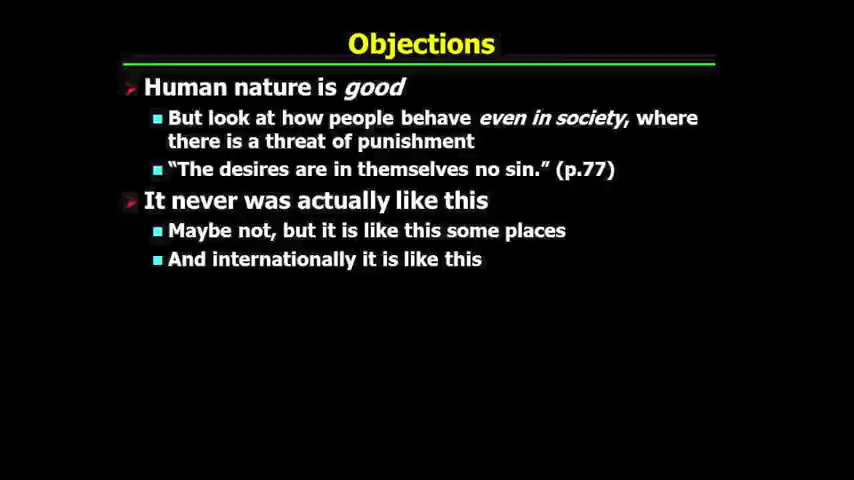 Objections
Human nature is good
But look at how people behave even in society, where
there is a threat of punishment
“The desires are in themselves no sin.” (p.77)
It never was actually like this
Maybe not, but it is like this some places
And internationally it is like this